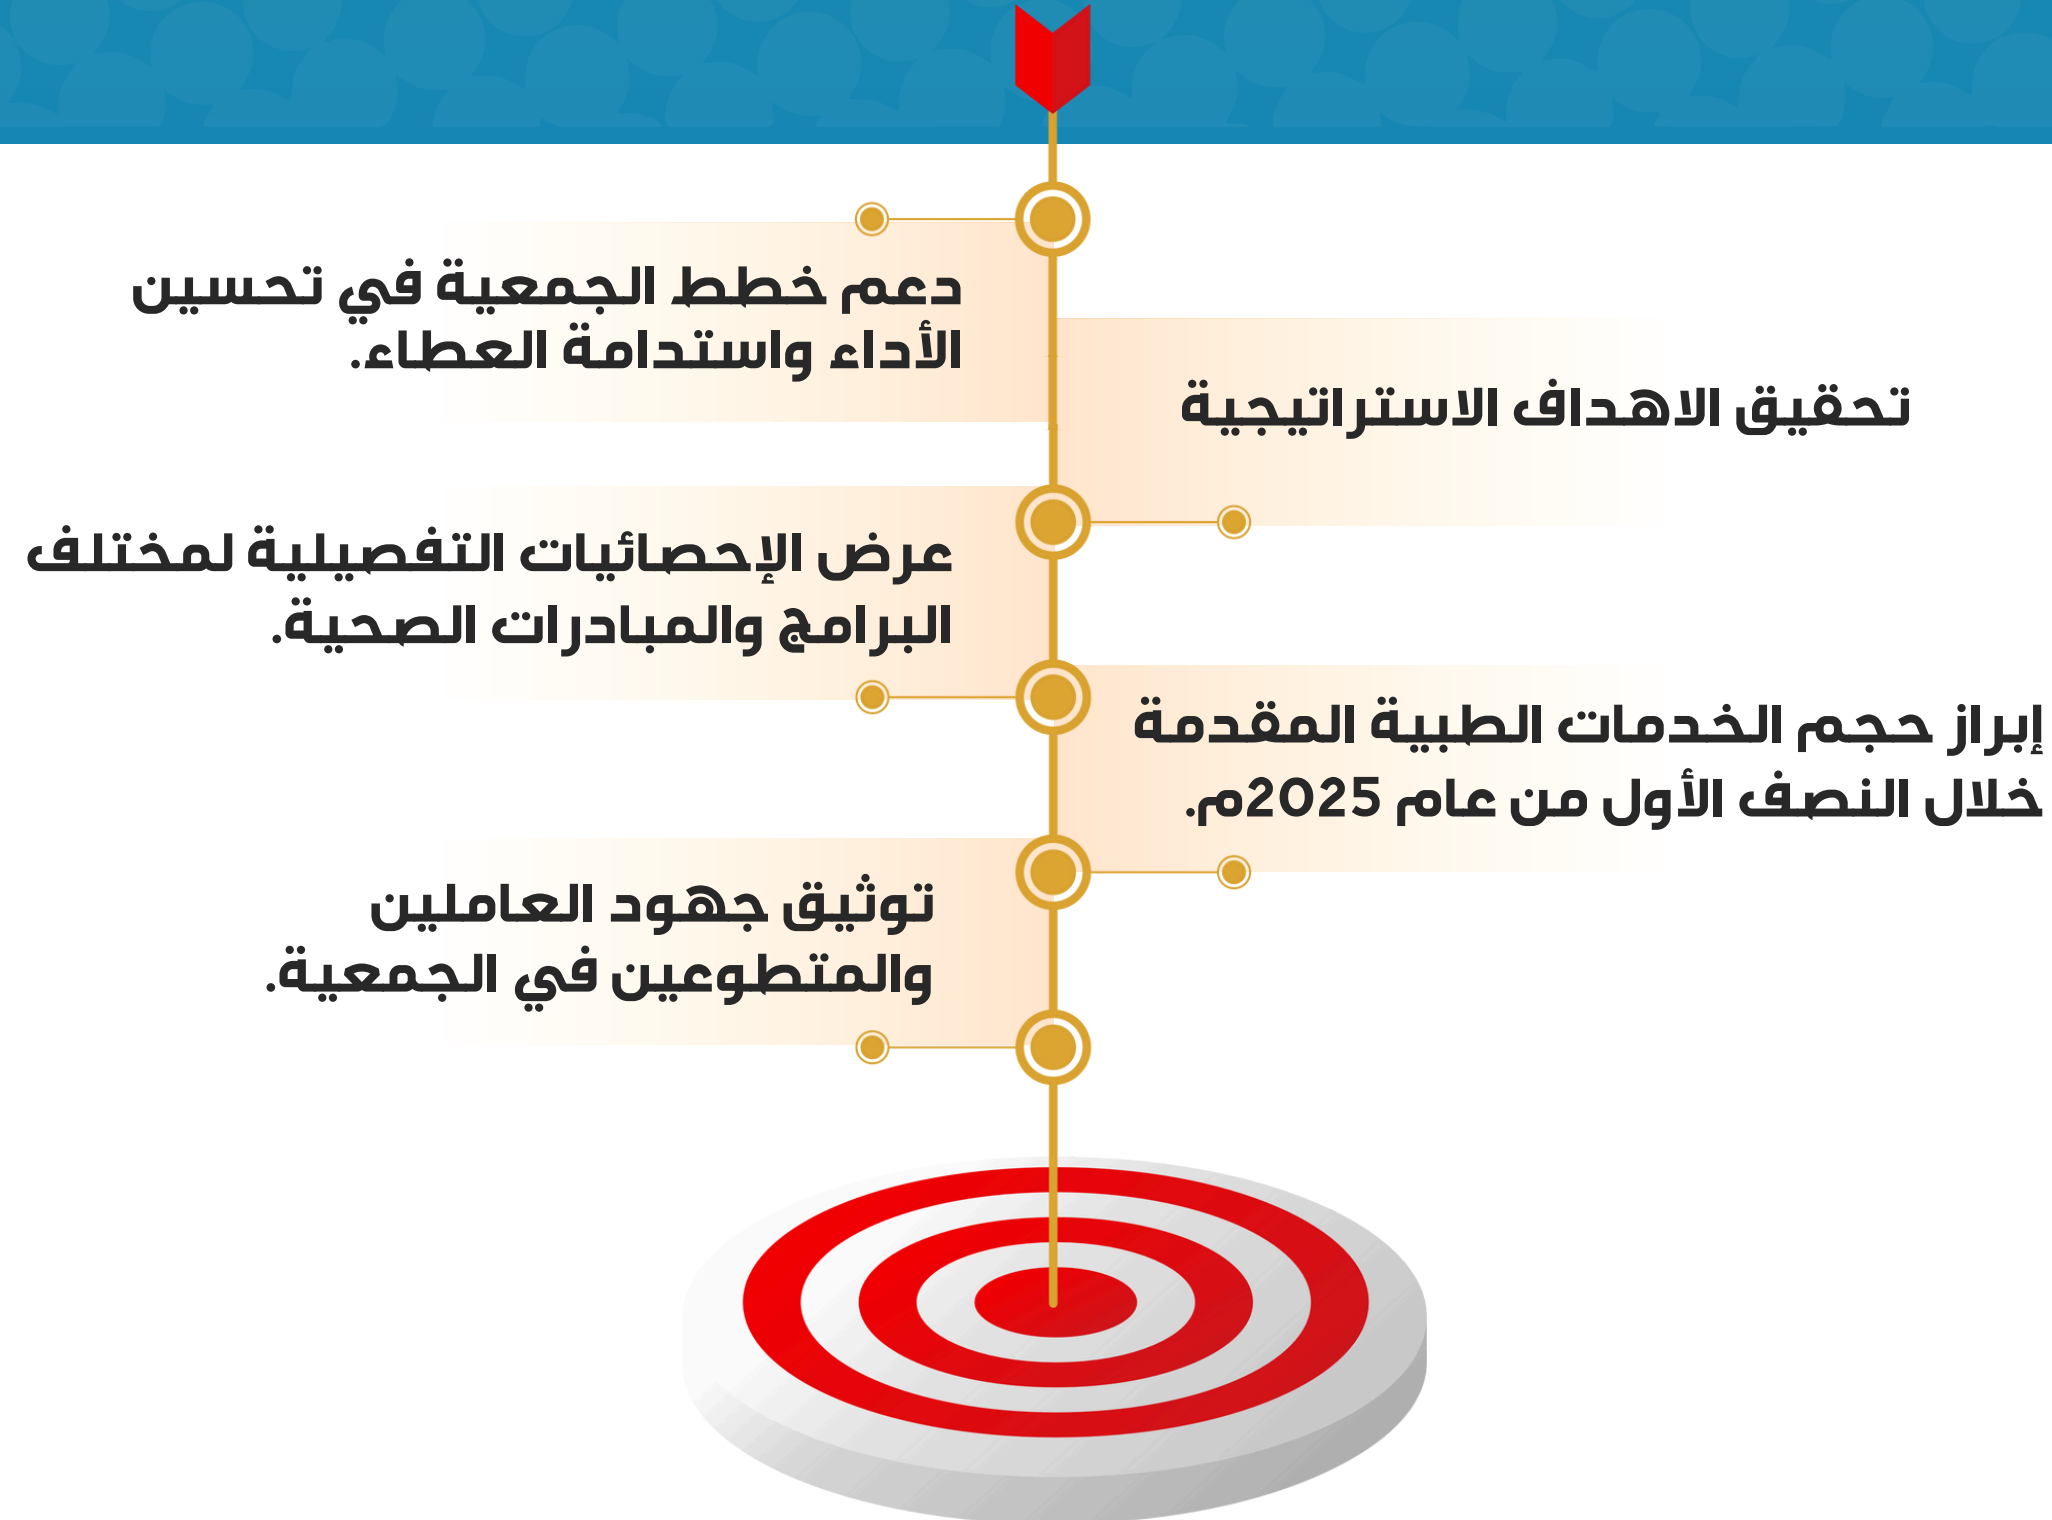 دعم خطط الجمعية في تحسين
الأداء واستدامة العطاء.
تحقيق الاهداف الاستراتيجية
عرض الإحصائيات التفصيلية لمختلف
البرامج والمبادرات الصحية.
إبراز حجم الخدمات الطبية المقدمة
خلال النصف الأول من عام 2025م.
توثيق جهود العاملين
والمتطوعين في الجمعية.